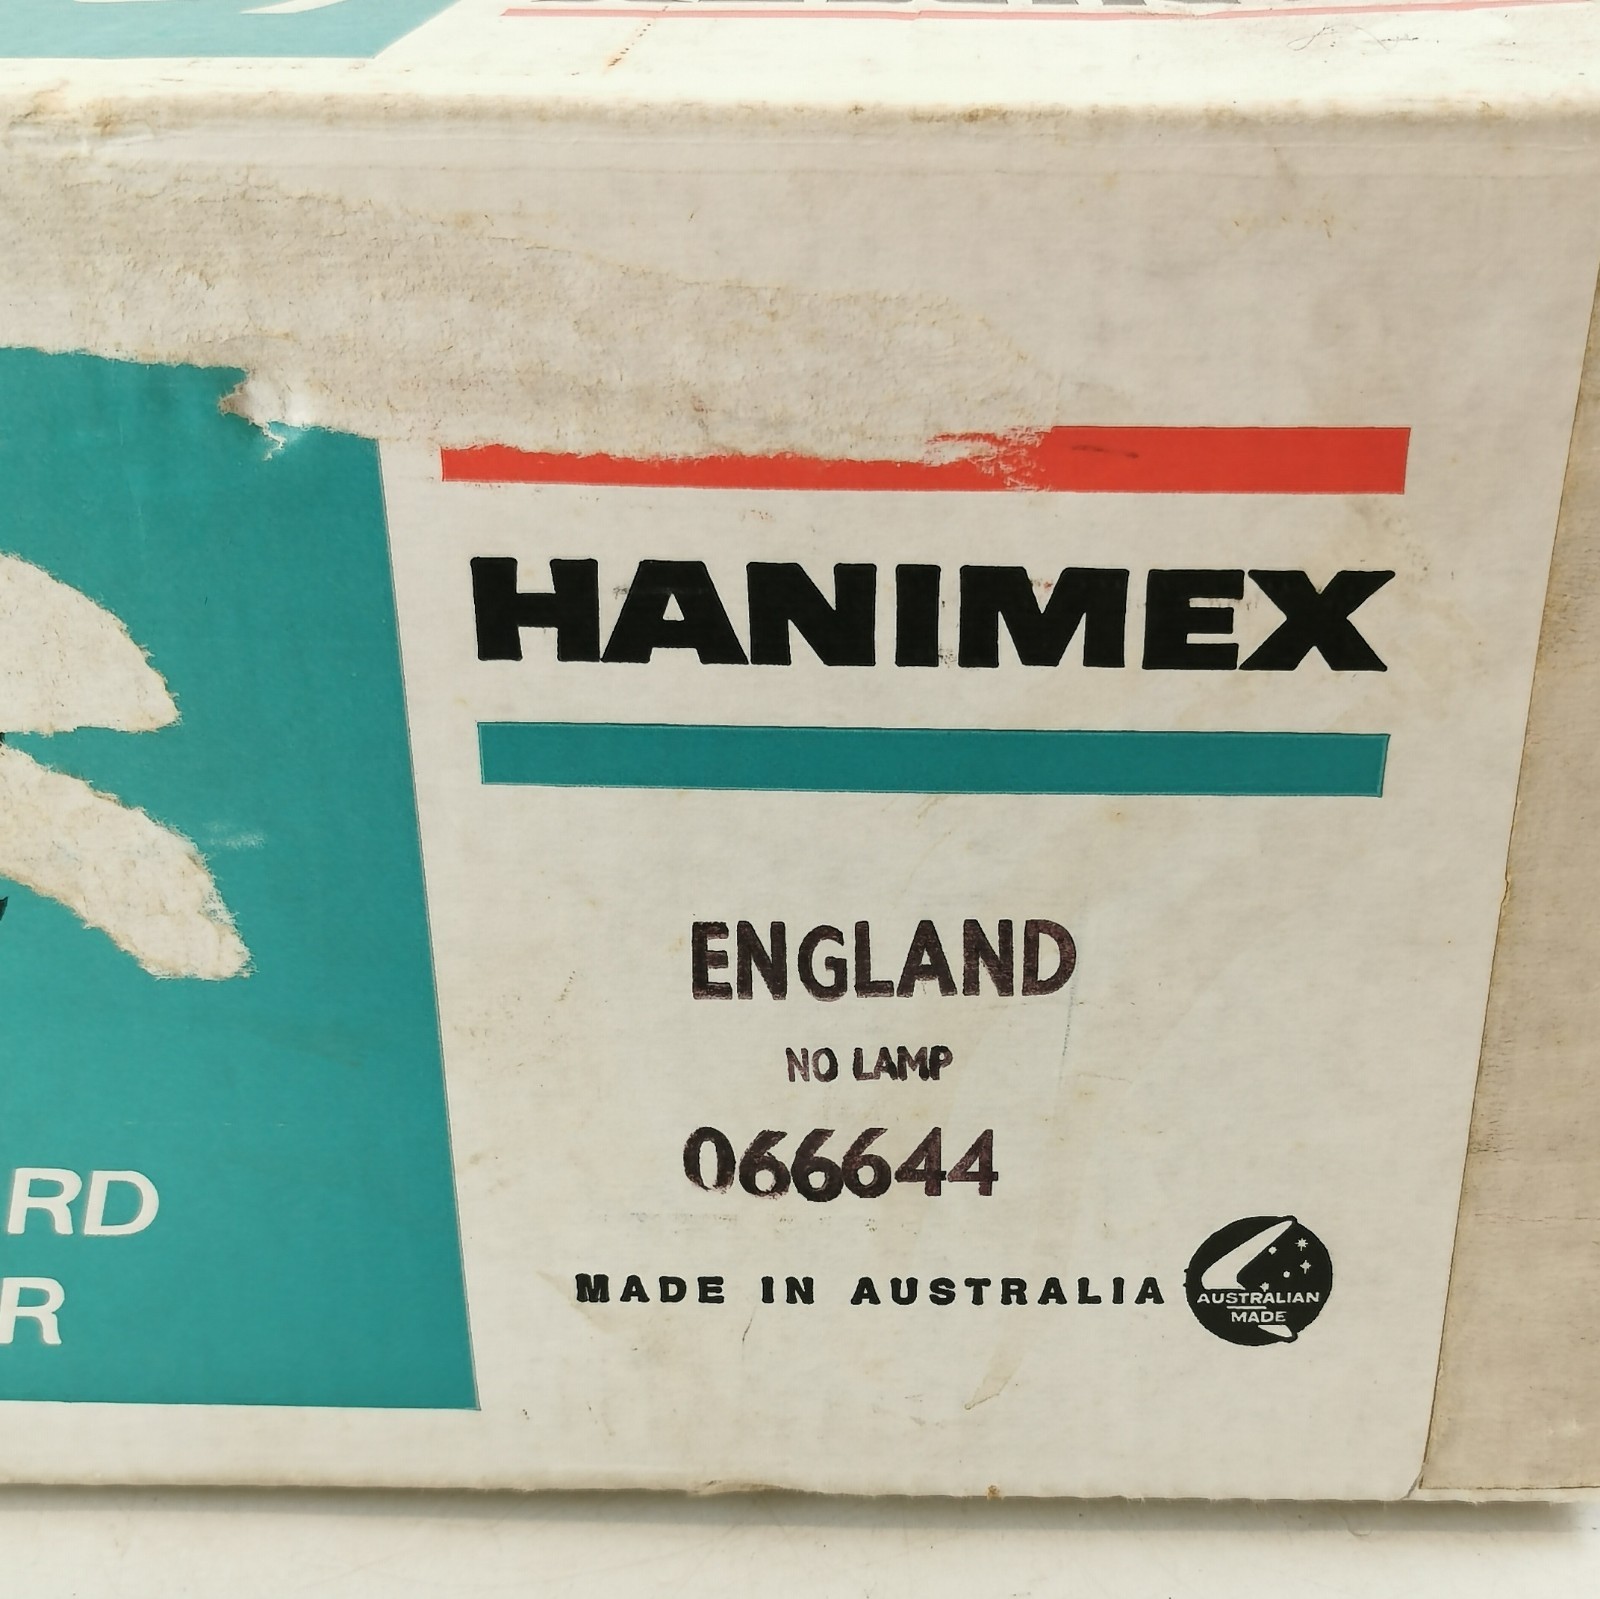 HANIMEX
ENGLAND
NO LAMP
066644
RD
R
MADE IN AUSTRALIA
AUSTRALIAN
MADE